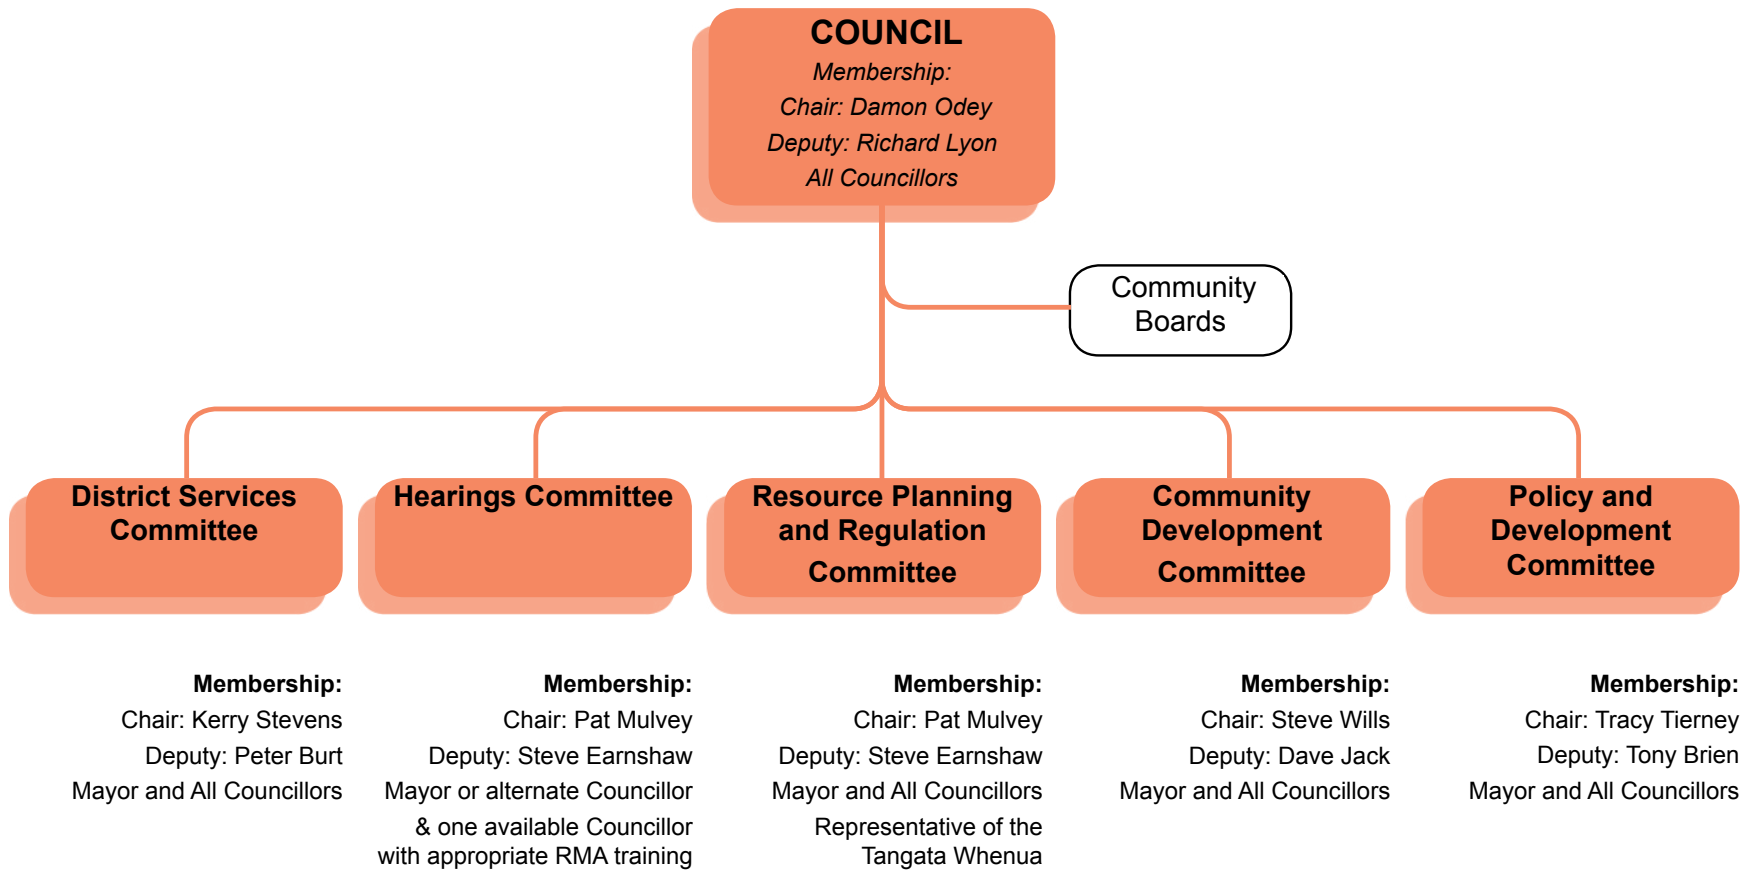 COUNCIL
Membership:
Chair: Damon Odey
Deputy: Richard Lyon
All Councillors
Community
Boards
District Services
Committee
Hearings Committee
Resource Planning
and Regulation
Committee
Community
Development
Committee
Policy and
Development
Committee
Membership:
Chair: Kerry Stevens
Deputy: Peter Burt
Mayor and All Councillors
Membership:
Chair: Pat Mulvey
Deputy: Steve Earnshaw
Mayor or alternate Councillor
& one available Councillor
with appropriate RMA training
Membership:
Chair: Pat Mulvey
Deputy: Steve Earnshaw
Mayor and All Councillors
Representative of the
Tangata Whenua
Membership:
Chair: Steve Wills
Deputy: Dave Jack
Mayor and All Councillors
Membership:
Chair: Tracy Tierney
Deputy: Tony Brien
Mayor and All Councillors